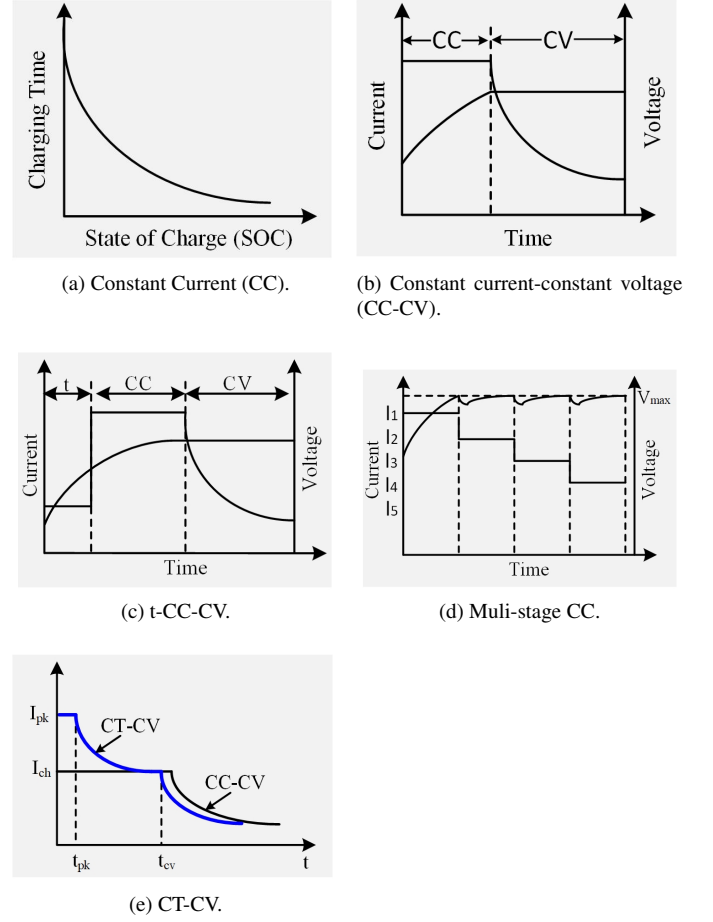 Charging Time
State of Charge (SOC)
(a) Constant Current (CC).
CC CV
Current
Voltage
Time
(b) Constant current-constant voltage
(CC-CV).
t CC CV
Current
Voltage
Time
(c) t-CC-CV.
Vmax
I1
I2
I3
I4
I5
Current
Voltage
Time
(d) Muli-stage CC.
Ipk
CT-CV
Ich
CC-CV
tpk tcv t
(e) CT-CV.